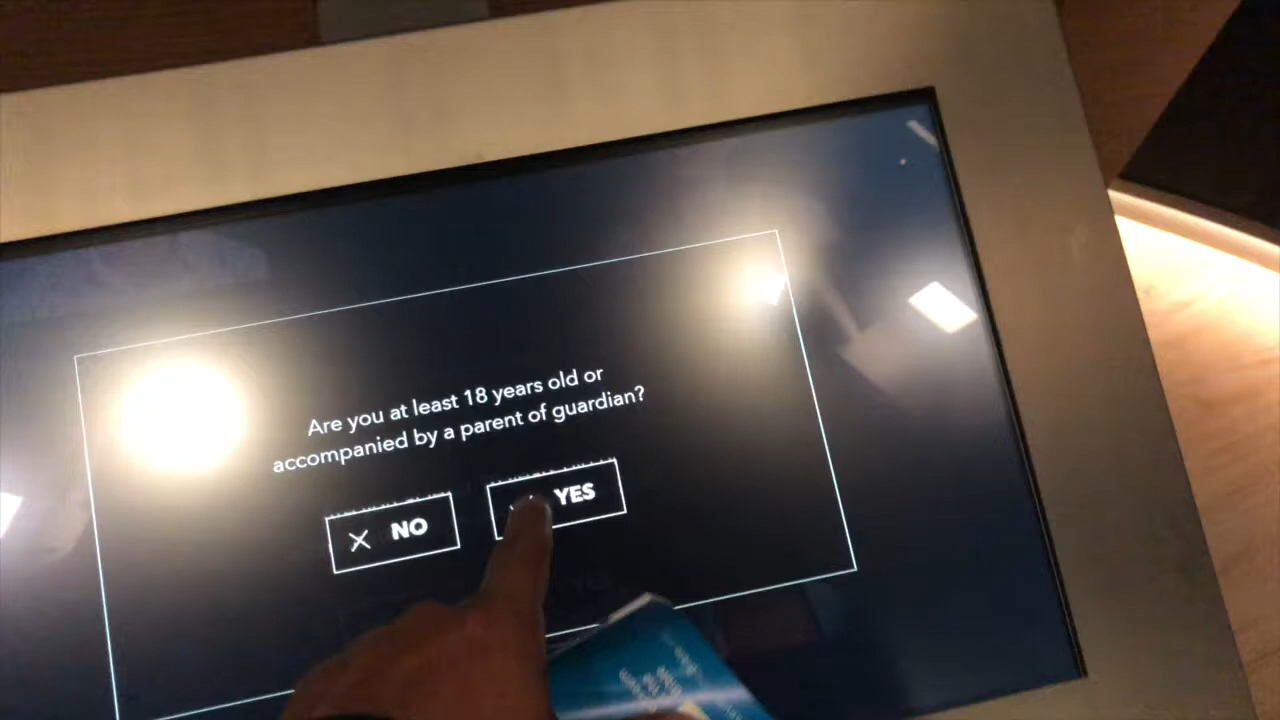 Are you at least 18 years old or
accompanied by a parent of guardian?
NO
YES